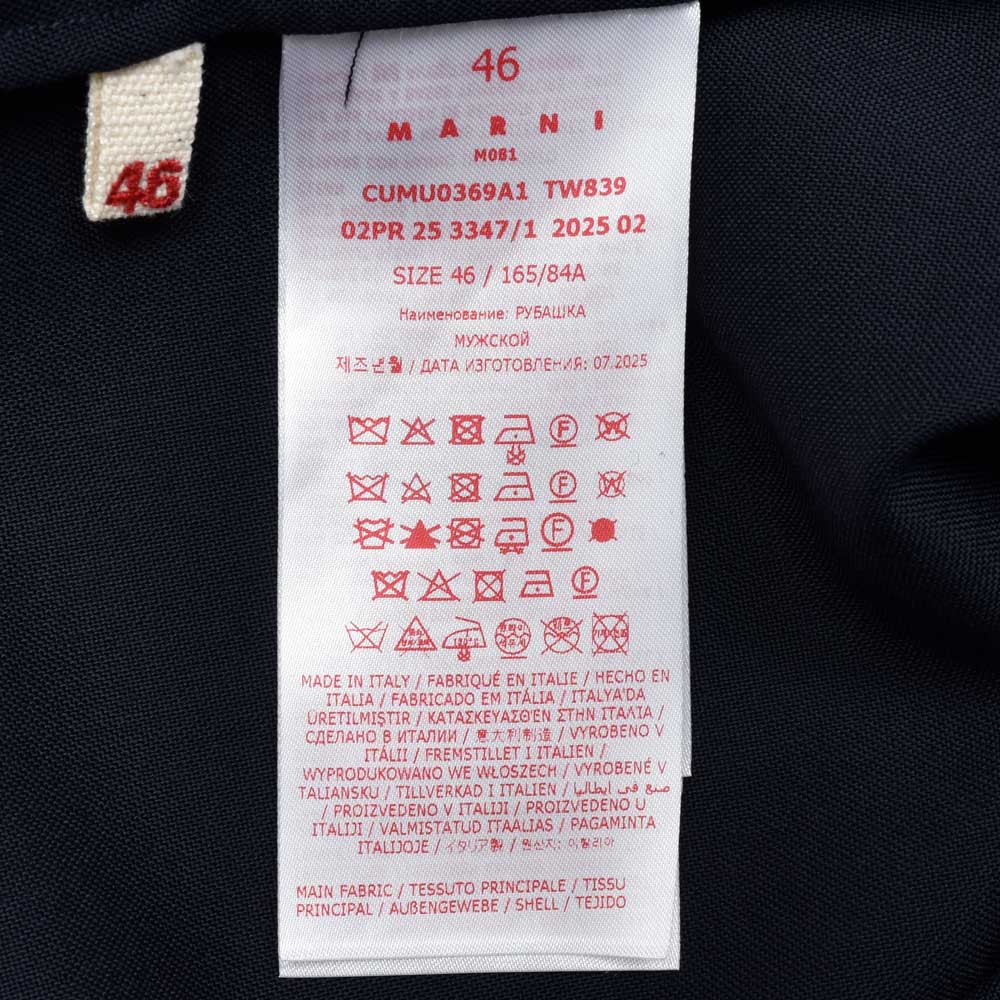 46
46
MARNI
M081
CUMU0369A1 TW839
02PR 25 3347/1 2025 02
SIZE 46 / 165/84A
Наименование: РУБАШКА
МУЖСКОЙ
제조년월 / ДАТА ИЗГОТОВЛЕНИЯ: 07.2025
MADE IN ITALY / FABRIQUÉ EN ITALIE / HECHO EN
ITALIA / FABRICADO EM ITÁLIA / ITALYA'DA
ÜRETILMIŞTIR / ΚΑΤΑΣΚΕΥΑΣΘΈΝ ΣΤΗΝ ΙΤΑΛΊΑ /
СДЕЛАНО В ИТАЛИИ / 意大利制造 / VYROBENO V
ITÁLII / FREMSTILLET I ITALIEN /
WYPRODUKOWANO WE WŁOSZECH / VYROBENÉ V
TALIANSKU / TILLVERKAD I ITALIEN / صنع في ايطاليا
/ PROIZVEDENO V ITALIJI / PROIZVEDENO U
ITALIJI / VALMISTATUD ITAALIAS / PAGAMINTA
ITALIJOJE / イタリア製 / 원산지: 이탈리아
MAIN FABRIC / TESSUTO PRINCIPALE / TISSU
PRINCIPAL / AUßENGEWEBE / SHELL / TEJIDO